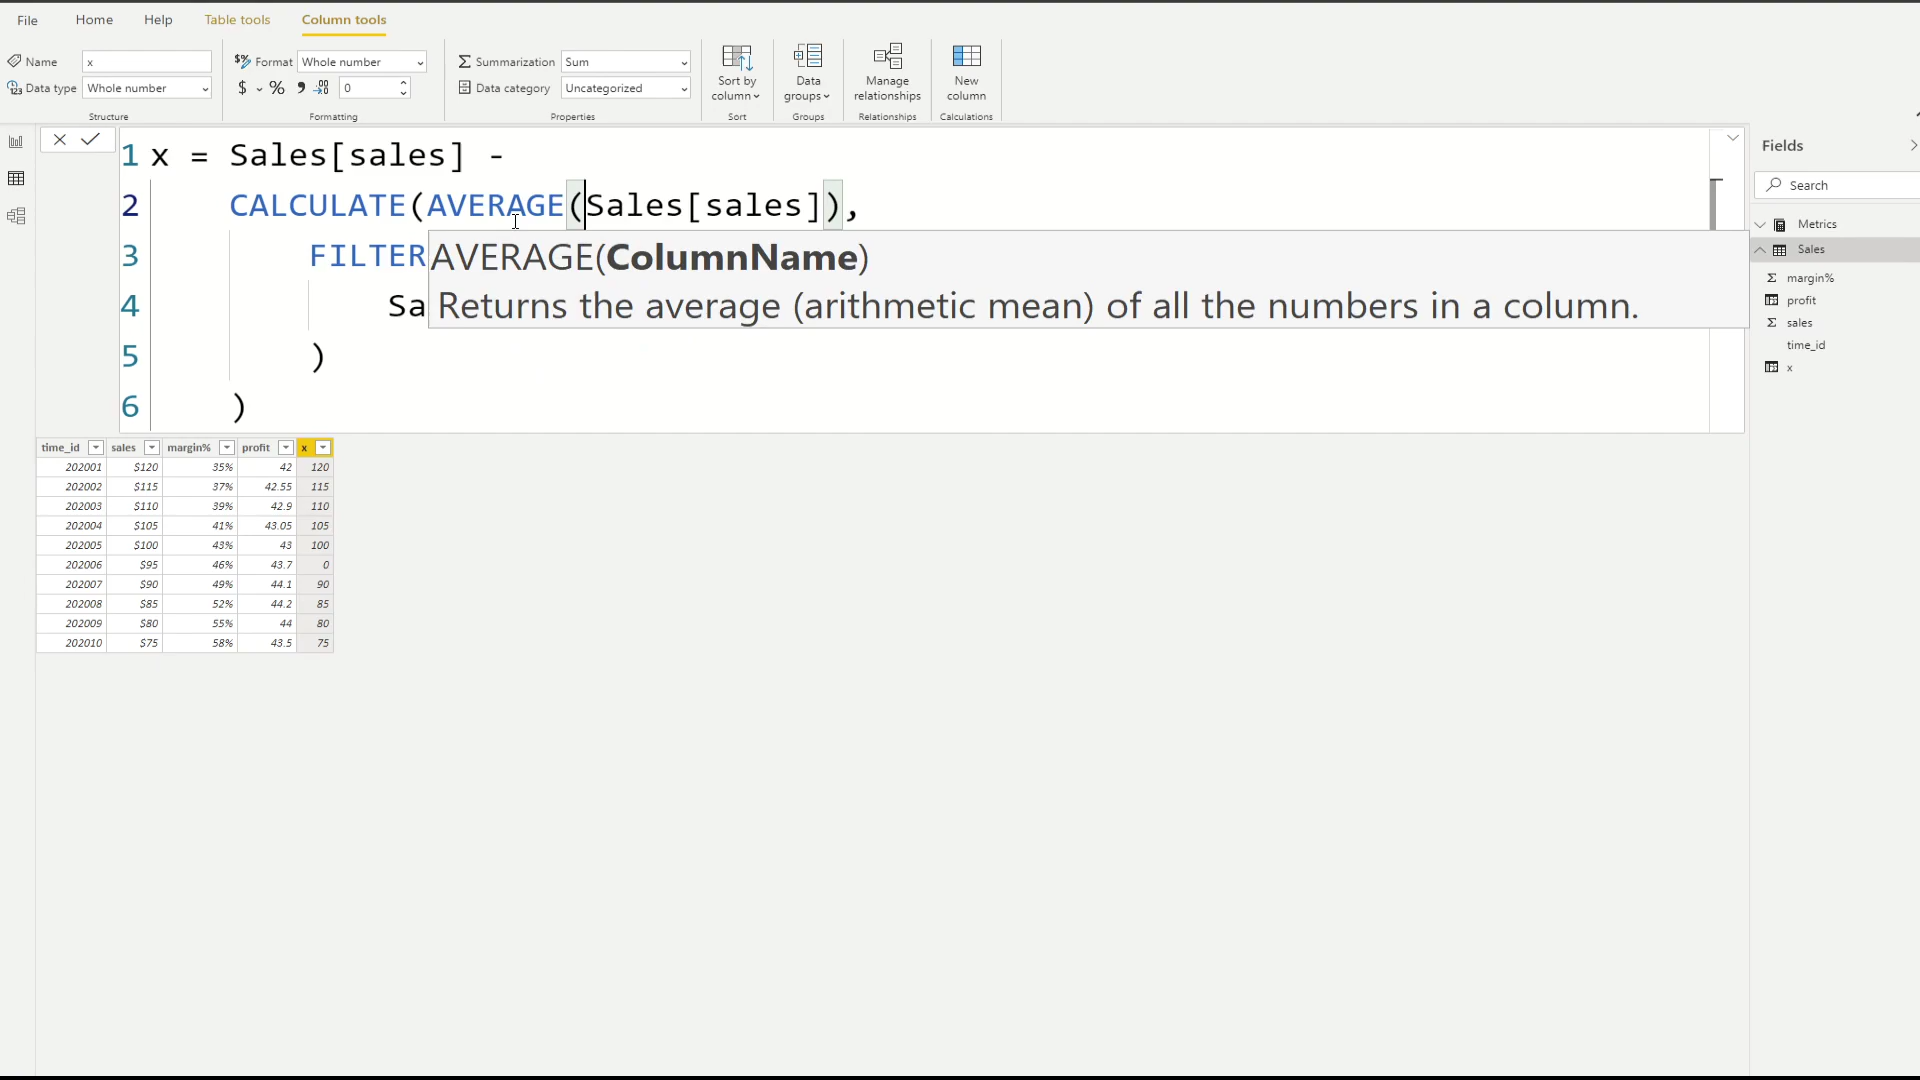 File Home Help Table tools Column tools
Name x Format Whole number Summarization Sum
Data type Whole number $ % 0 Data category Uncategorized
Sort by column Data groups Manage relationships New column
Structure Formatting Properties Sort Groups Relationships Calculations
1 x = Sales[sales] -
2 CALCULATE(AVERAGE(Sales[sales]),
3 FILTER
4 Sa
5 )
6 )
AVERAGE(ColumnName)
Returns the average (arithmetic mean) of all the numbers in a column.
time_id sales margin% profit x
202001 $120 35% 42 120
202002 $115 37% 42.55 115
202003 $110 39% 42.9 110
202004 $105 41% 43.05 105
202005 $100 43% 43 100
202006 $95 46% 43.7 0
202007 $90 49% 44.1 90
202008 $85 52% 44.2 85
202009 $80 55% 44 80
202010 $75 58% 43.5 75
Fields
Search
Metrics
Sales
margin%
profit
sales
time_id
x